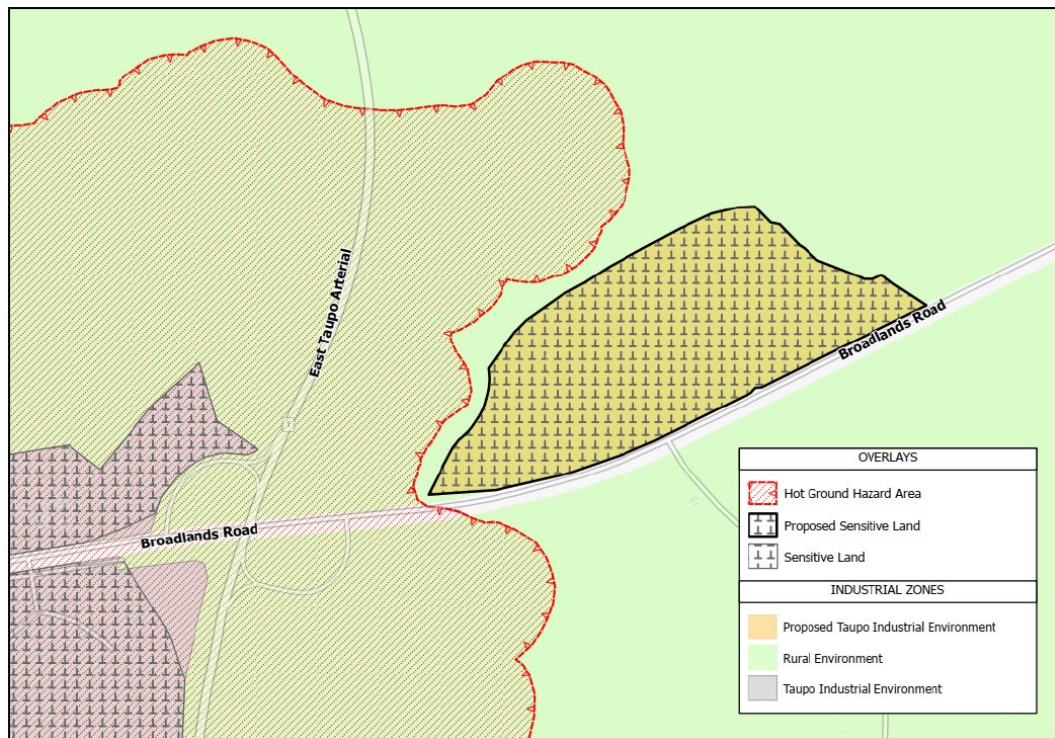 East Taupo Arterial
Broadlands Road
Broadlands Road
OVERLAYS
Hot Ground Hazard Area
Proposed Sensitive Land
Sensitive Land
INDUSTRIAL ZONES
Proposed Taupo Industrial Environment
Rural Environment
Taupo Industrial Environment